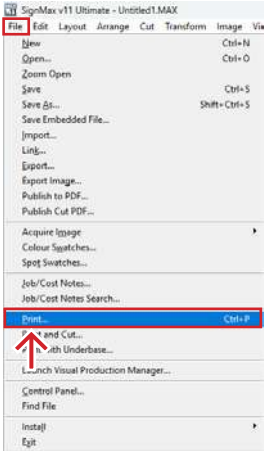 SignMax v11 Ultimate - Untitled1.MAX
File Edit Layout Arrange Cut Transform Image
New Ctrl+N
Open... Ctrl+O
Zoom Open
Save Ctrl+S
Save As... Shift+Ctrl+S
Save Embedded File...
Import...
Link...
Export...
Export Image...
Publish to PDF...
Publish Cut PDF...
Acquire Image
Colour Swatches...
Spot Swatches...
Job/Cost Notes...
Job/Cost Notes Search...
Print... Ctrl+P
and Cut...
with Underbase...
Launch Visual Production Manager...
Control Panel...
Find File
Install
Exit